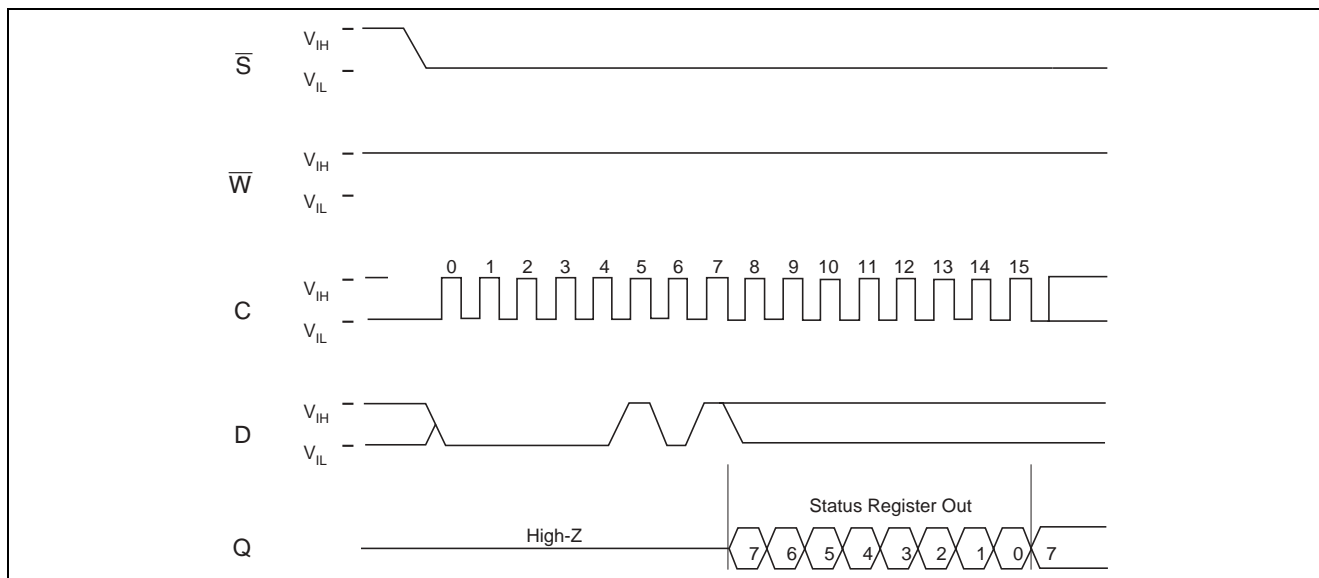 S̅
V_IH
V_IL
W̅
V_IH
V_IL
0 1 2 3 4 5 6 7 8 9 10 11 12 13 14 15
C
V_IH
V_IL
D
V_IH
V_IL
Status Register Out
Q
High-Z
7 6 5 4 3 2 1 0 7